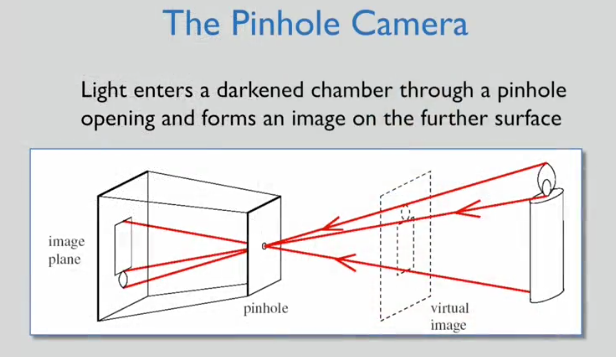 The Pinhole Camera
Light enters a darkened chamber through a pinhole
opening and forms an image on the further surface
image
plane
pinhole
virtual
image